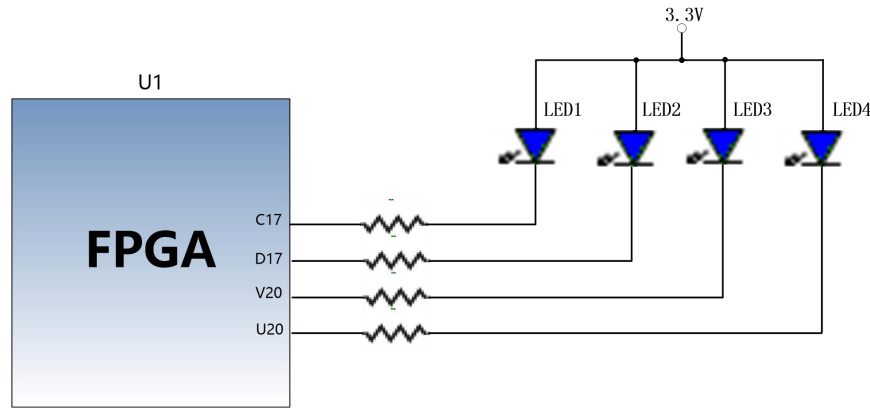 3.3V
U1
LED1
LED2
LED3
LED4
FPGA
C17
D17
V20
U20